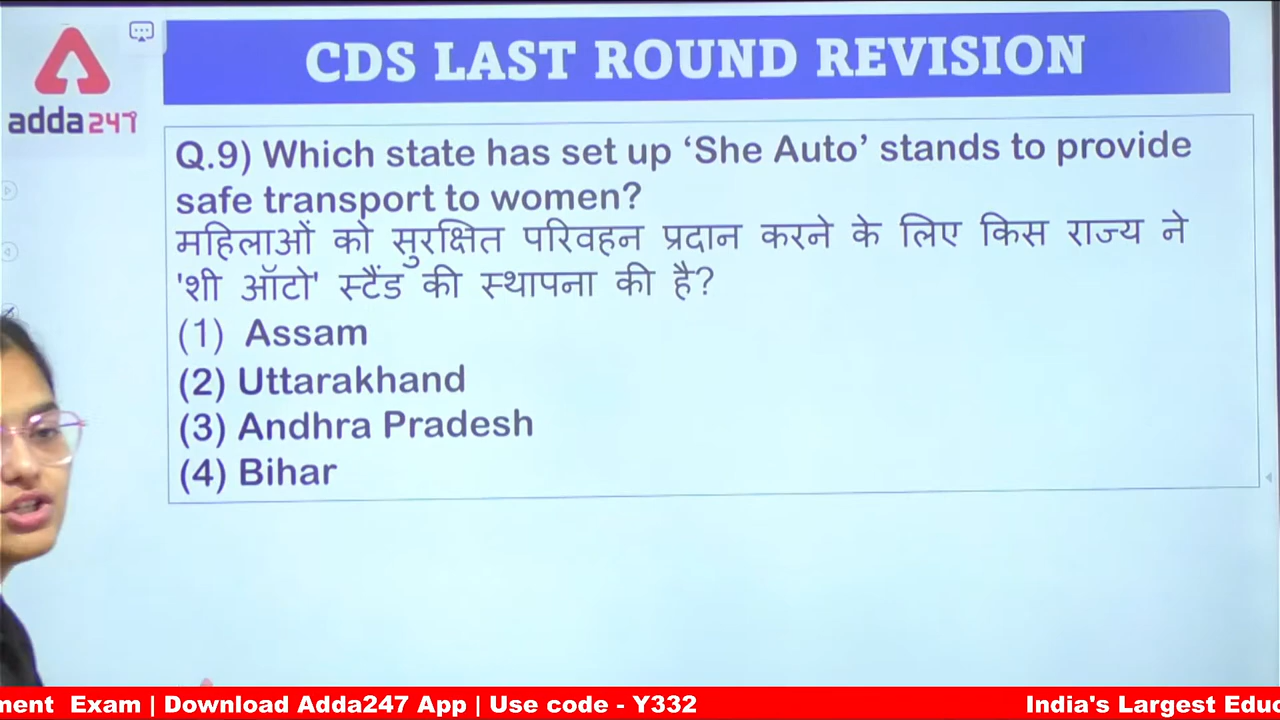 CDS LAST ROUND REVISION
adda247
Q.9) Which state has set up ‘She Auto’ stands to provide
safe transport to women?
महिलाओं को सुरक्षित परिवहन प्रदान करने के लिए किस राज्य ने
'शी ऑटो' स्टैंड की स्थापना की है?
(1) Assam
(2) Uttarakhand
(3) Andhra Pradesh
(4) Bihar
ment Exam | Download Adda247 App | Use code - Y332
India's Largest Educ